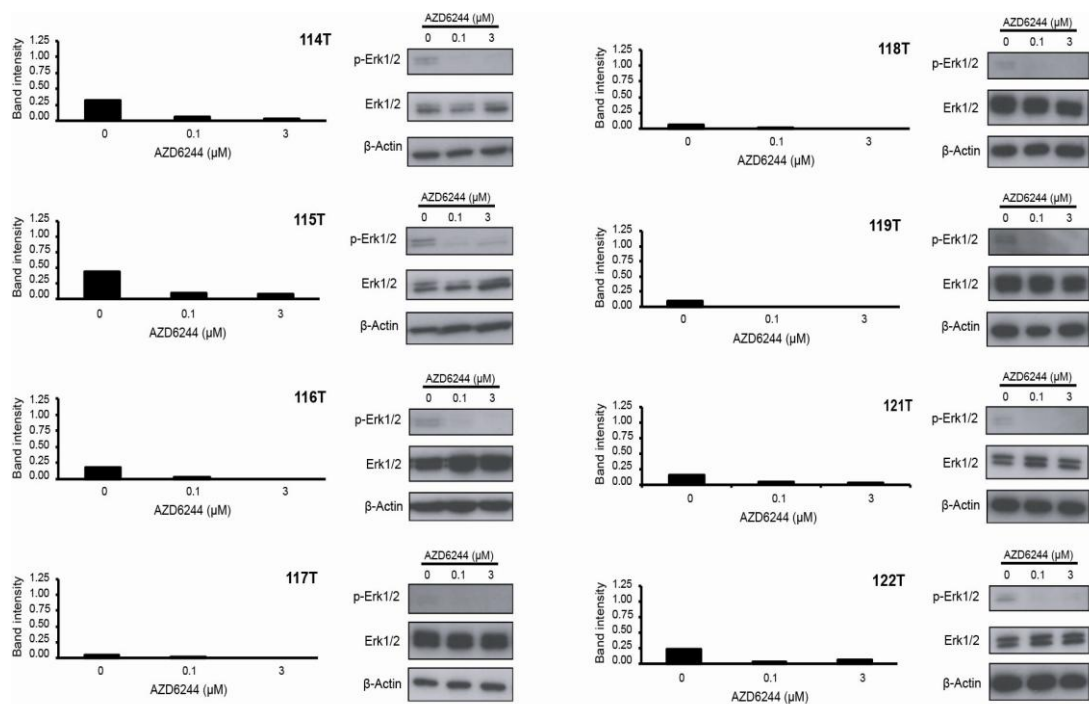 114T
Band intensity
1.25
1.00
0.75
0.50
0.25
0.00
0 0.1 3
AZD6244 (µM)
AZD6244 (µM)
0 0.1 3
p-Erk1/2
Erk1/2
β-Actin
118T
Band intensity
1.25
1.00
0.75
0.50
0.25
0.00
0 0.1 3
AZD6244 (µM)
AZD6244 (µM)
0 0.1 3
p-Erk1/2
Erk1/2
β-Actin
115T
Band intensity
1.25
1.00
0.75
0.50
0.25
0.00
0 0.1 3
AZD6244 (µM)
AZD6244 (µM)
0 0.1 3
p-Erk1/2
Erk1/2
β-Actin
119T
Band intensity
1.25
1.00
0.75
0.50
0.25
0.00
0 0.1 3
AZD6244 (µM)
AZD6244 (µM)
0 0.1 3
p-Erk1/2
Erk1/2
β-Actin
116T
Band intensity
1.25
1.00
0.75
0.50
0.25
0.00
0 0.1 3
AZD6244 (µM)
AZD6244 (µM)
0 0.1 3
p-Erk1/2
Erk1/2
β-Actin
121T
Band intensity
1.25
1.00
0.75
0.50
0.25
0.00
0 0.1 3
AZD6244 (µM)
AZD6244 (µM)
0 0.1 3
p-Erk1/2
Erk1/2
β-Actin
117T
Band intensity
1.25
1.00
0.75
0.50
0.25
0.00
0 0.1 3
AZD6244 (µM)
AZD6244 (µM)
0 0.1 3
p-Erk1/2
Erk1/2
β-Actin
122T
Band intensity
1.25
1.00
0.75
0.50
0.25
0.00
0 0.1 3
AZD6244 (µM)
AZD6244 (µM)
0 0.1 3
p-Erk1/2
Erk1/2
β-Actin